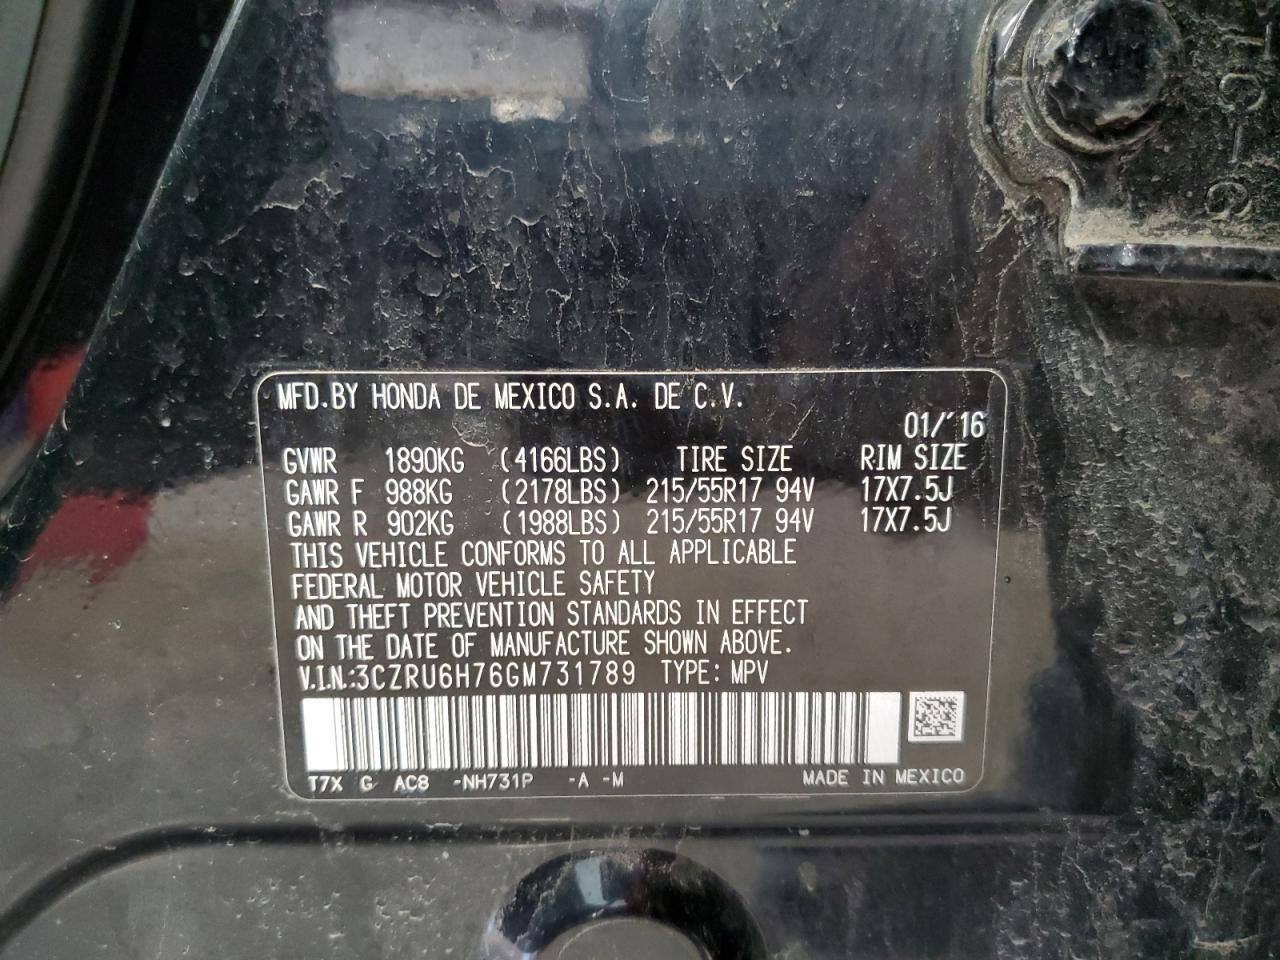 MFD.BY HONDA DE MEXICO S.A. DE C.V.
01/'16
GVWR 1890KG (4166LBS) TIRE SIZE RIM SIZE
GAWR F 988KG (2178LBS) 215/55R17 94V 17X7.5J
GAWR R 902KG (1988LBS) 215/55R17 94V 17X7.5J
THIS VEHICLE CONFORMS TO ALL APPLICABLE
FEDERAL MOTOR VEHICLE SAFETY
AND THEFT PREVENTION STANDARDS IN EFFECT
ON THE DATE OF MANUFACTURE SHOWN ABOVE.
V.I.N.:3CZRU6H76GM731789 TYPE: MPV
T7X G AC8 -NH731P -A -M MADE IN MEXICO